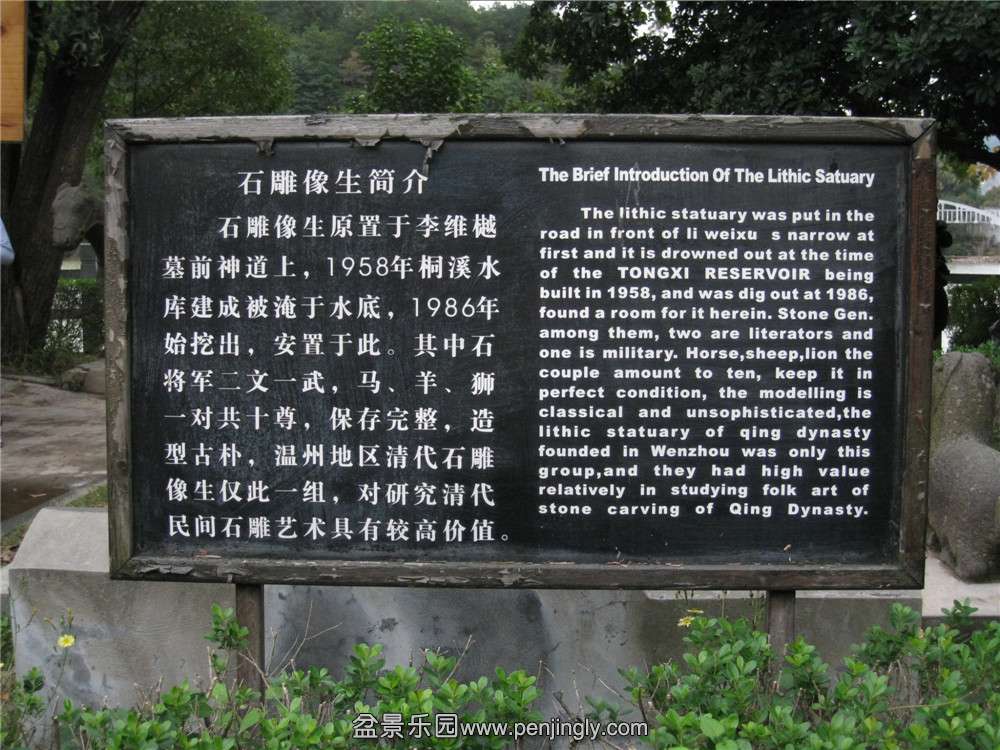 石雕像生简介
石雕像生原置于李维樾
墓前神道上，1958年桐溪水
库建成被淹于水底，1986年
始挖出，安置于此。其中石
将军二文一武，马、羊、狮
一对共十尊，保存完整，造
型古朴，温州地区清代石雕
像生仅此一组，对研究清代
民间石雕艺术具有较高价值。
The Brief Introduction Of The Lithic Satuary
The lithic statuary was put in the
road in front of li weixu s narrow at
first and it is drowned out at the time
of the TONGXI RESERVOIR being
built in 1958, and was dig out at 1986,
found a room for it herein. Stone Gen.
among them, two are literators and
one is military. Horse,sheep,lion the
couple amount to ten, keep it in
perfect condition, the modelling is
classical and unsophisticated,the
lithic statuary of qing dynasty
founded in Wenzhou was only this
group,and they had high value
relatively in studying folk art of
stone carving of Qing Dynasty.
盆景乐园www.penjingly.com